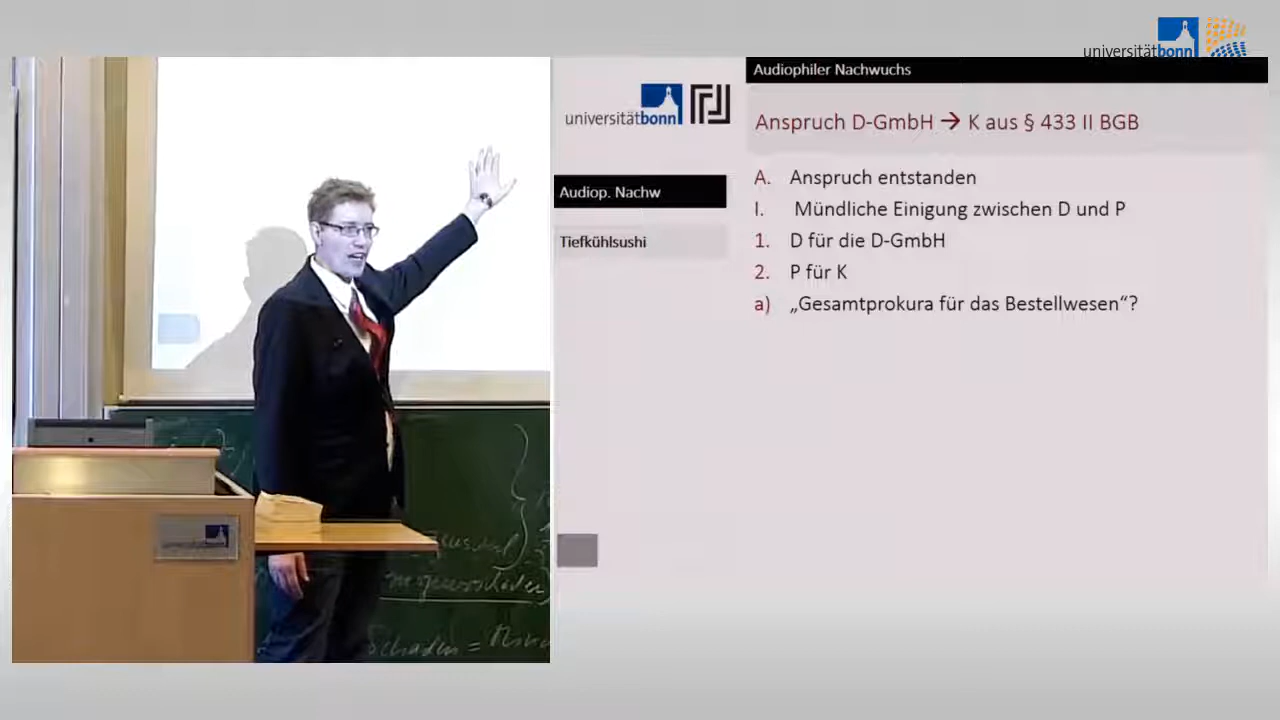 universitätbonn
Audiophiler Nachwuchs
universitätbonn
Anspruch D-GmbH → K aus § 433 II BGB
Audiop. Nachw
Tiefkühlsushi
A. Anspruch entstanden
I. Mündliche Einigung zwischen D und P
1. D für die D-GmbH
2. P für K
a) „Gesamtprokura für das Bestellwesen“?
Schaden =